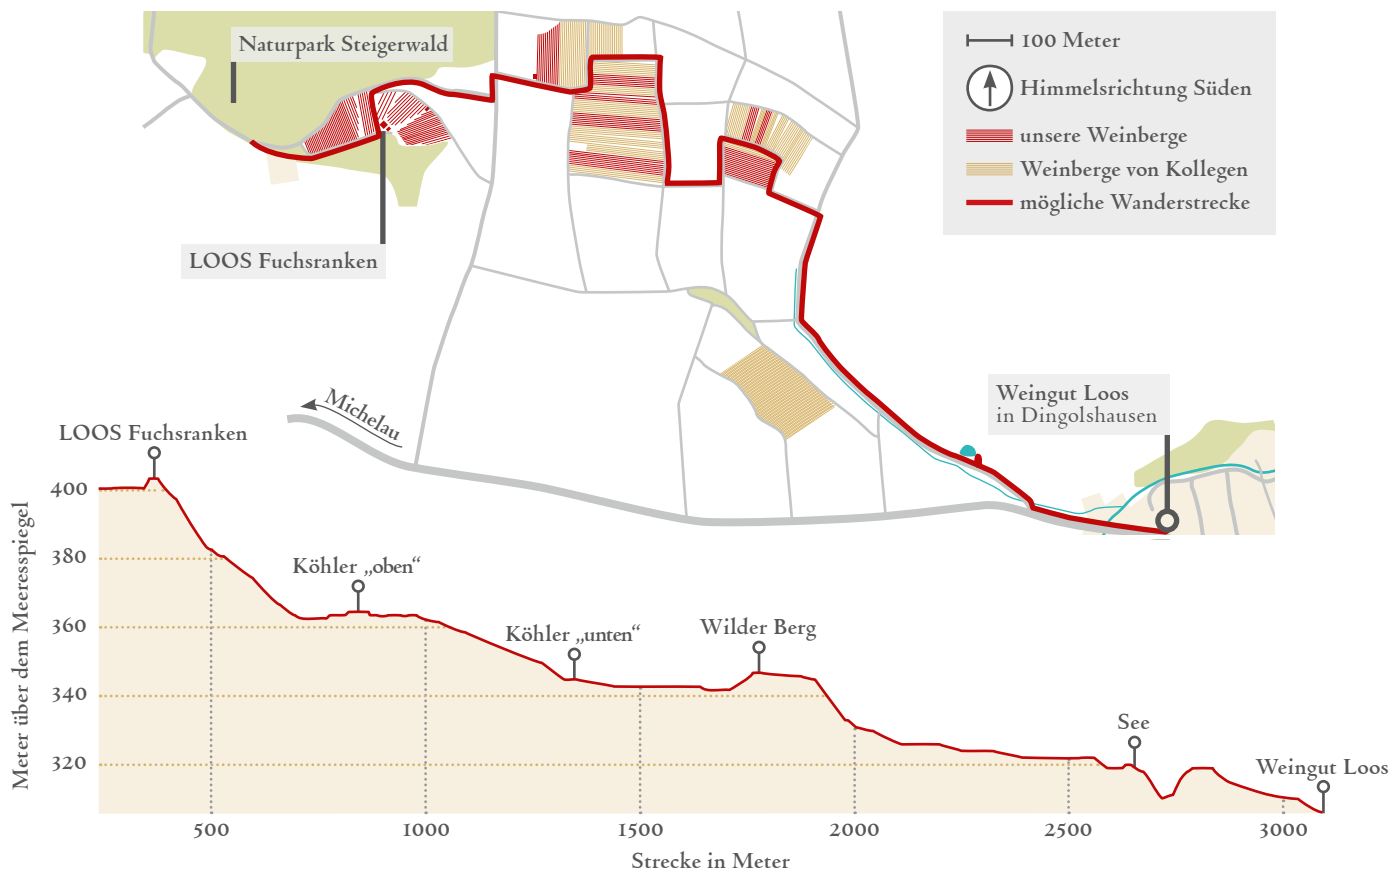 Naturpark Steigerwald
LOOS Fuchsranken
100 Meter
Himmelsrichtung Süden
unsere Weinberge
Weinberge von Kollegen
mögliche Wanderstrecke
Michelau
Weingut Loos
in Dingolshausen
LOOS Fuchsranken
Köhler „oben“
Köhler „unten“
Wilder Berg
See
Weingut Loos
Meter über dem Meeresspiegel
400
380
360
340
320
500
1000
1500
2000
2500
3000
Strecke in Meter